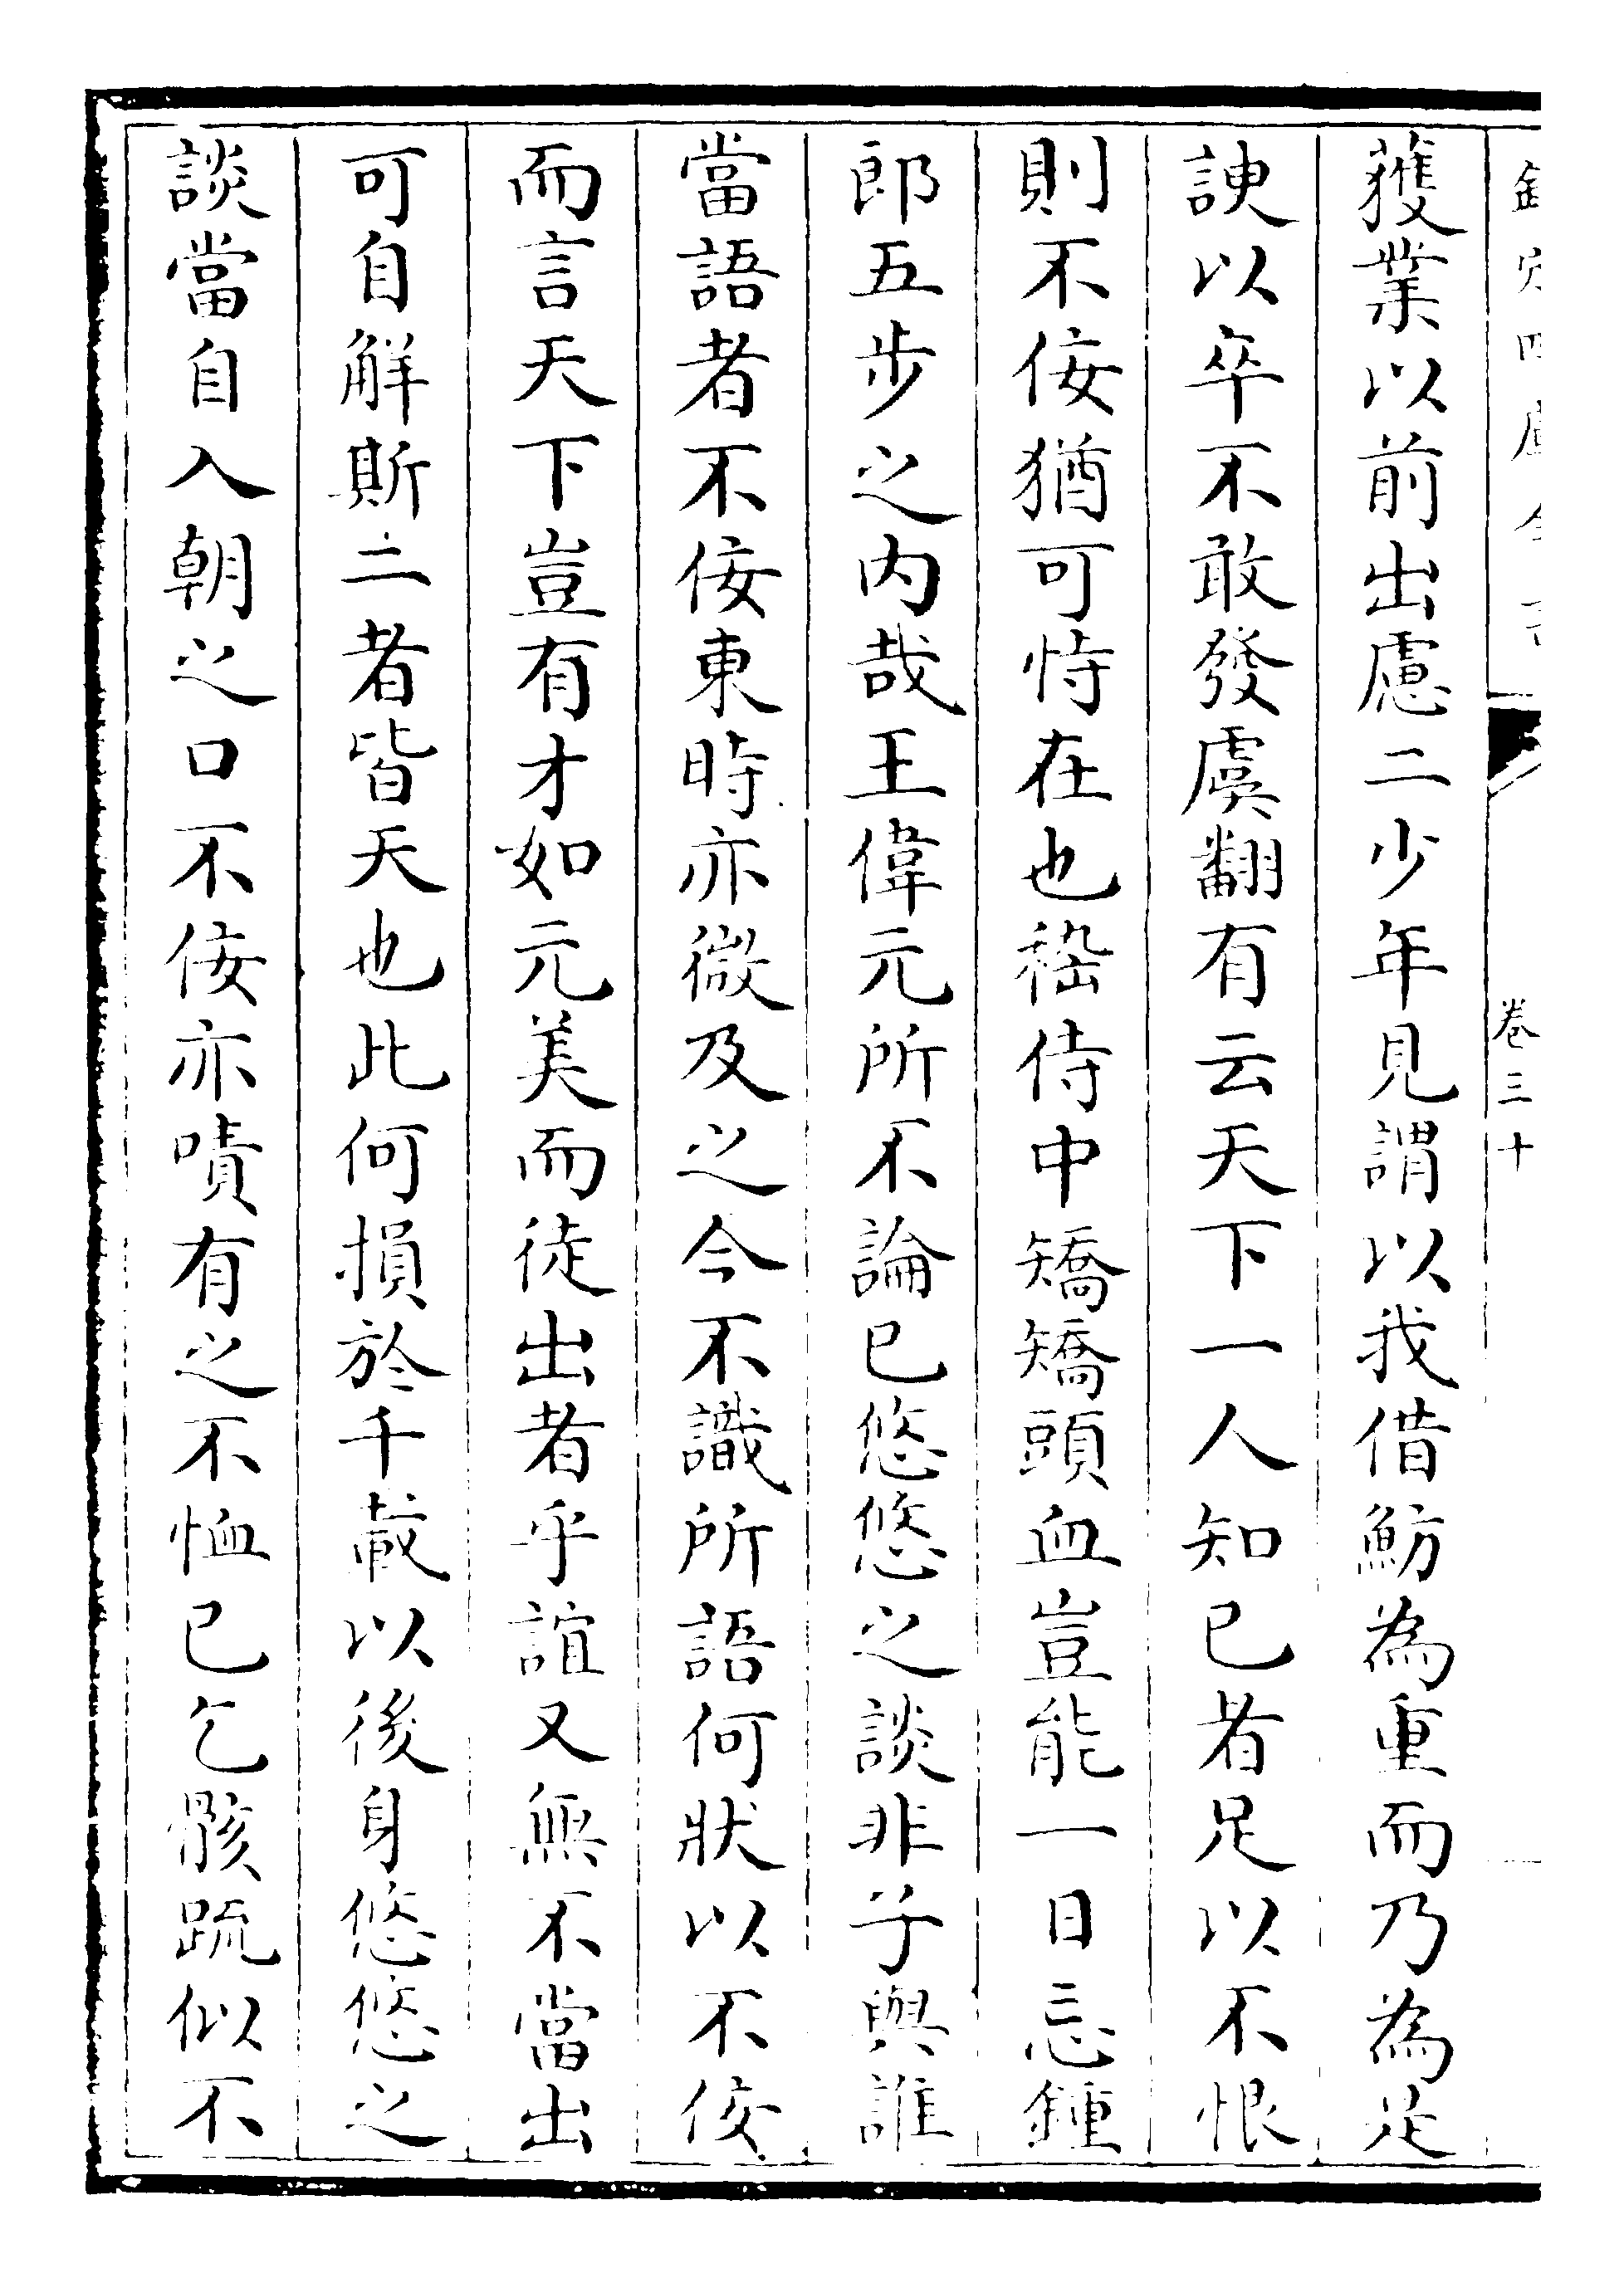 欽定四庫全書
卷三十
獲業以前出慮二少年見謂以我借魴為重而乃為足
諛以卒不敢發虞翻有云天下一人知已者足以不恨
則不佞猶可恃在也嵇侍中矯矯頭血豈能一日忘鍾
郎五步之内哉王偉元所不論已悠悠之談非子與誰
當語者不佞東時亦微及之今不識所語何狀以不佞
而言天下豈有才如元美而徒出者乎誼又無不當出
可自解斯二者皆天也此何損於千載以後身悠悠之
談當自入朝之口不佞亦嘖有之不恤已乞骸疏似不